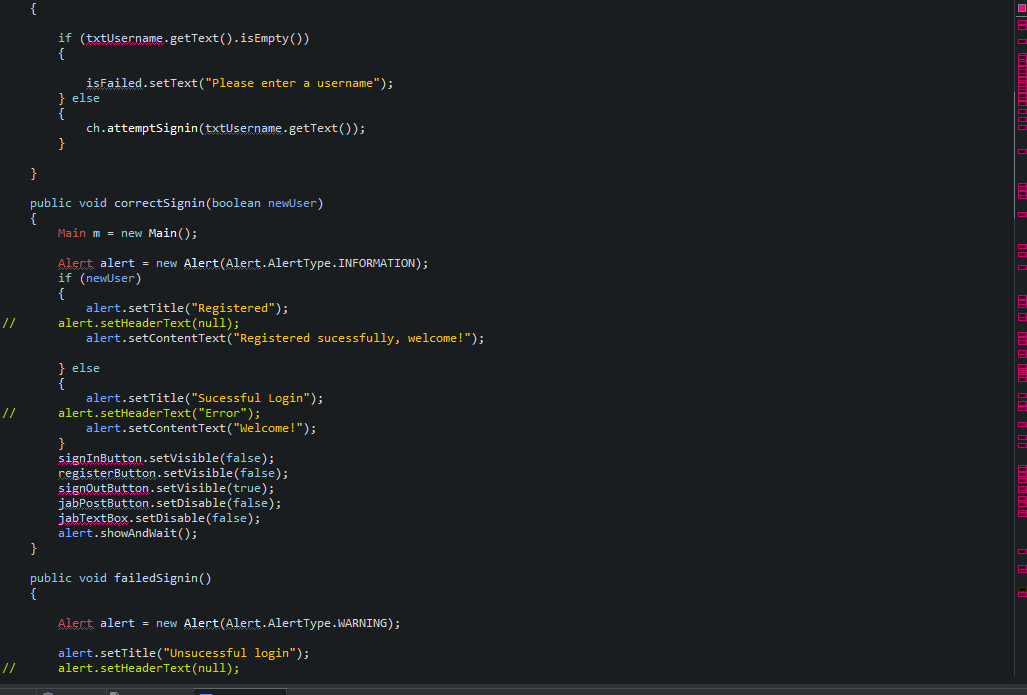 {
if (txtUsername.getText().isEmpty())
{
isFailed.setText("Please enter a username");
} else
{
ch.attemptSignin(txtUsername.getText());
}
}
public void correctSignin(boolean newUser)
{
Main m = new Main();
Alert alert = new Alert(Alert.AlertType.INFORMATION);
if (newUser)
{
alert.setTitle("Registered");
// alert.setHeaderText(null);
alert.setContentText("Registered sucessfully, welcome!");
} else
{
alert.setTitle("Sucessful Login");
// alert.setHeaderText("Error");
alert.setContentText("Welcome!");
}
signInButton.setVisible(false);
registerButton.setVisible(false);
signOutButton.setVisible(true);
jabPostButton.setDisable(false);
jabTextBox.setDisable(false);
alert.showAndWait();
}
public void failedSignin()
{
Alert alert = new Alert(Alert.AlertType.WARNING);
alert.setTitle("Unsucessful login");
// alert.setHeaderText(null);